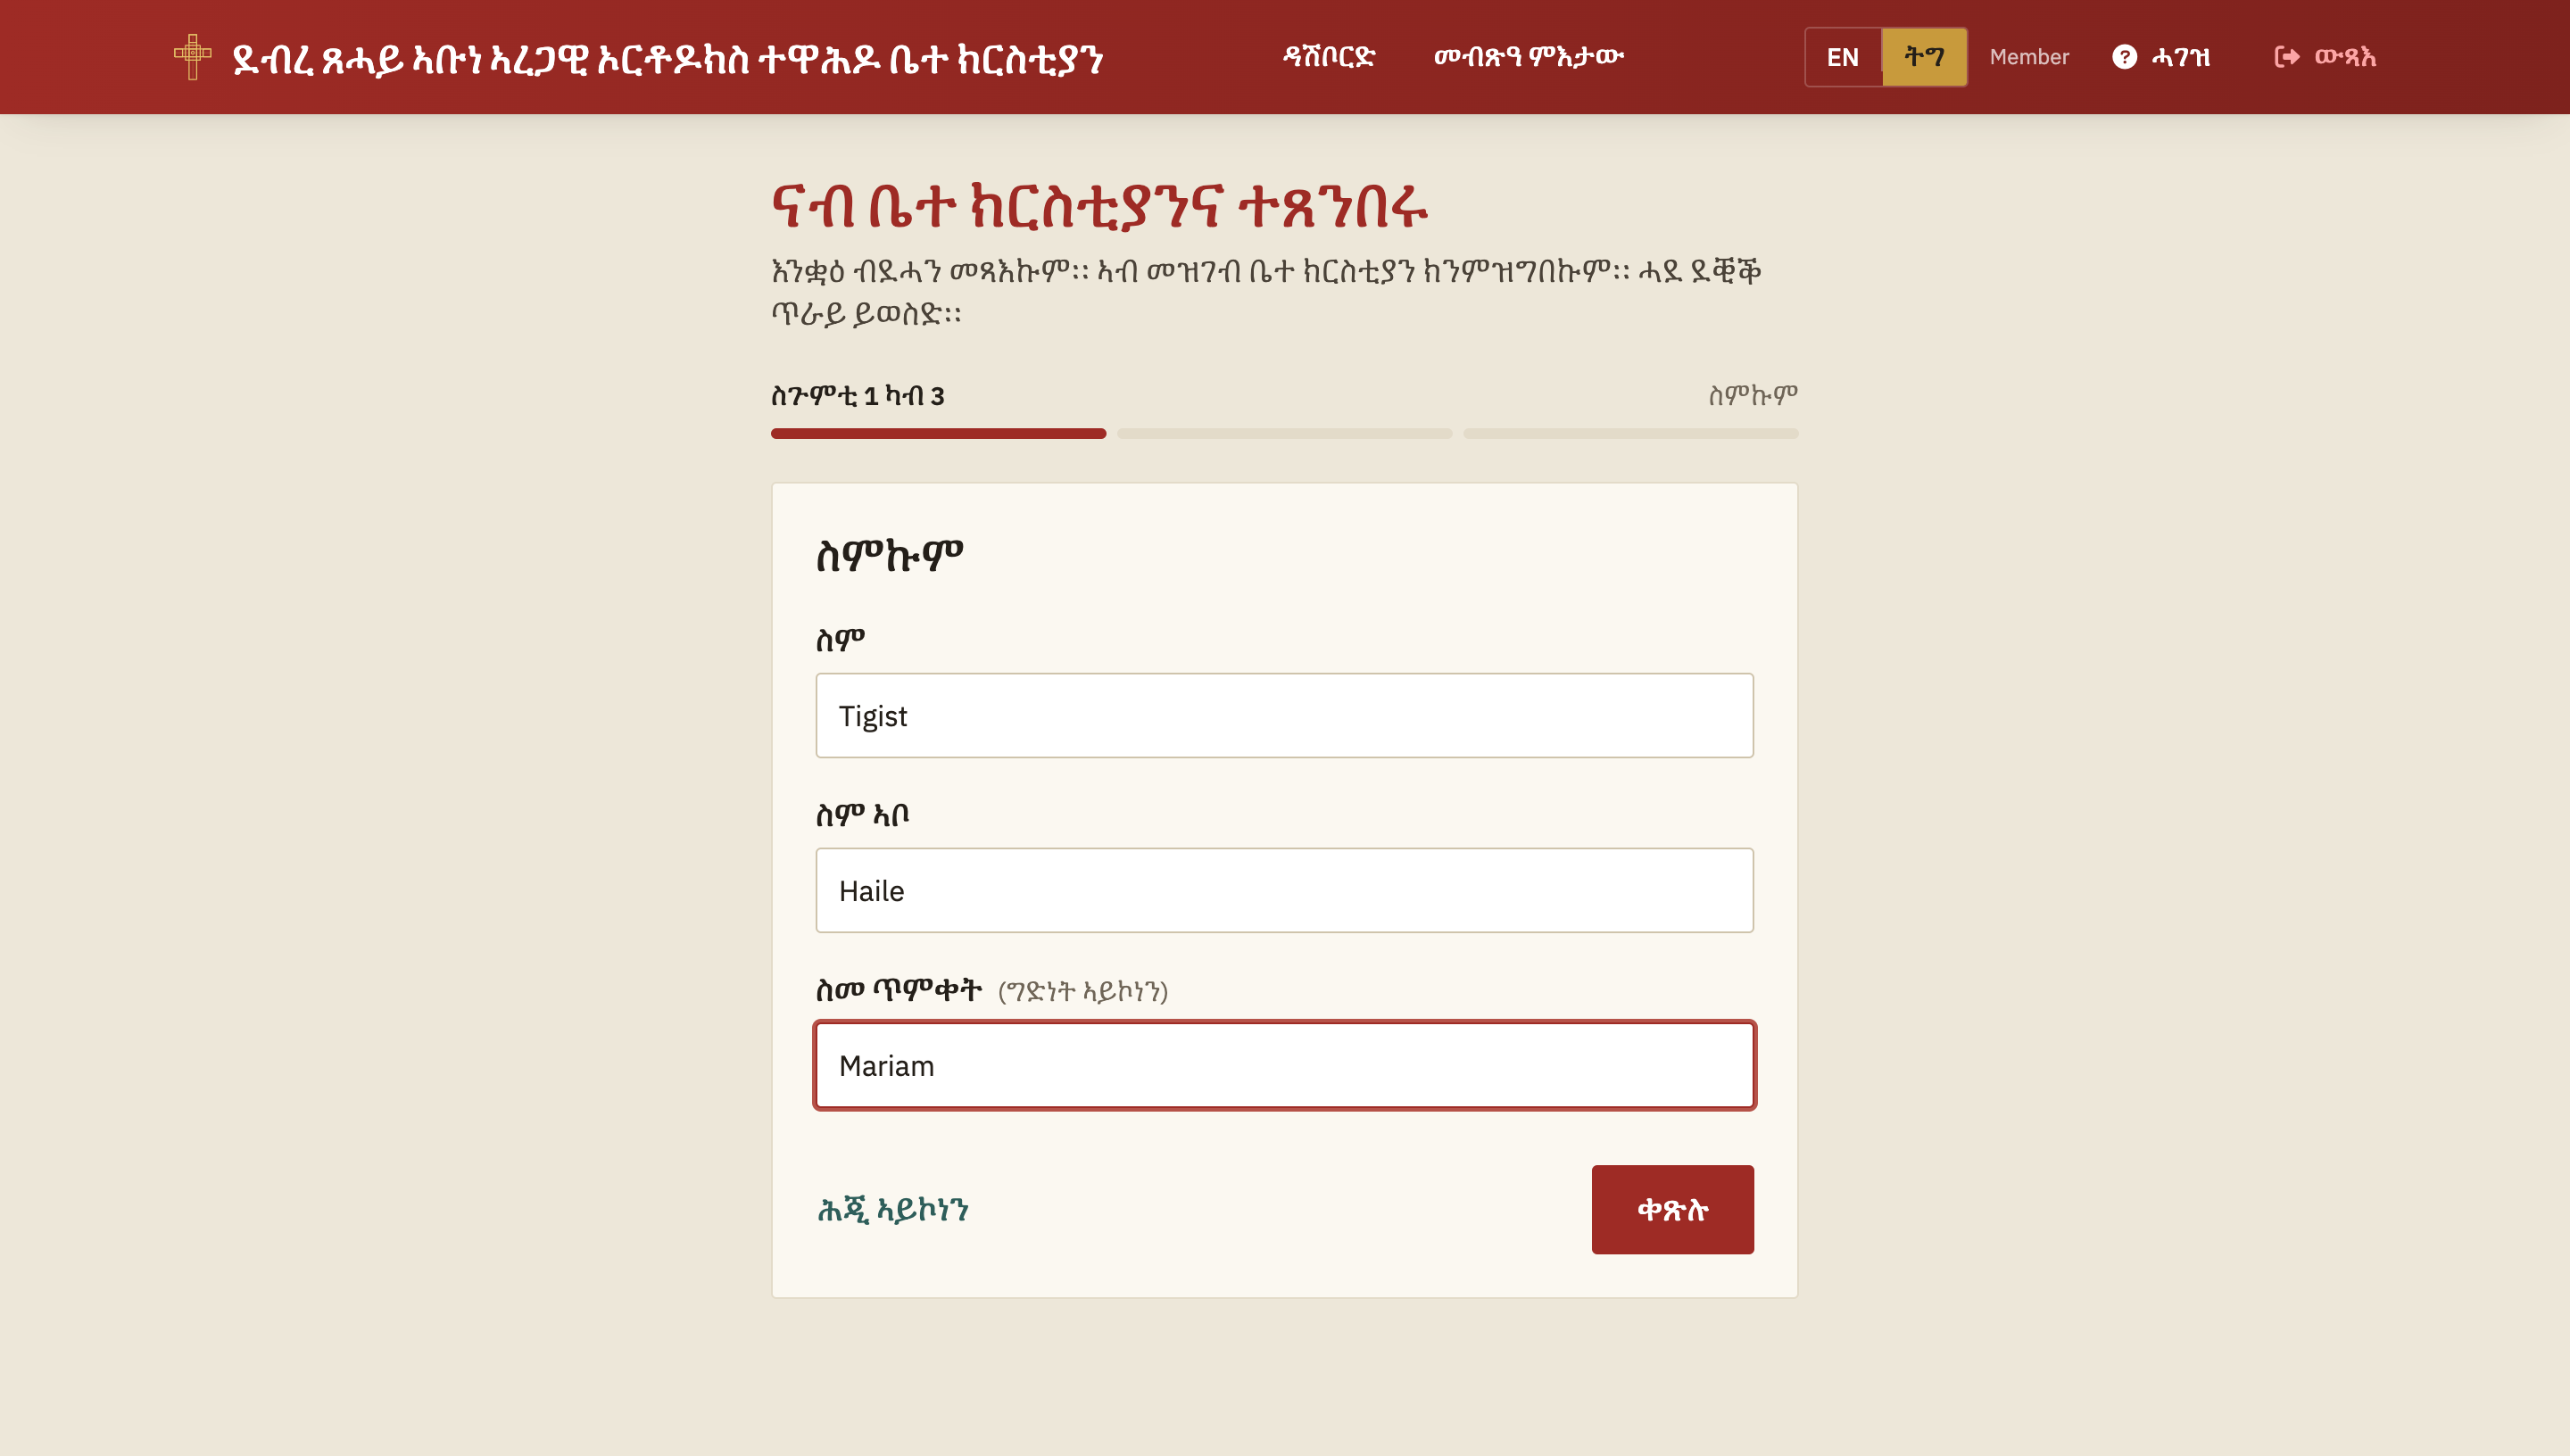 ደብረ ጸሓይ ኣቡነ ኣረጋዊ ኦርቶዶክስ ተዋሕዶ ቤተ ክርስቲያን
ዳሽቦርድ
መብጽዓ ምእታው
EN
ትግ
Member
ሓገዝ
ውጻእ
ናብ ቤተ ክርስቲያንና ተጸንበሩ
እንቋዕ ብደሓን መጻእኩም፡፡ ኣብ መዝገብ ቤተ ክርስቲያን ክንምዝግበኩም፡፡ ሓደ ደቒቕ
ጥራይ ይወስድ፡፡
ስጉምቲ 1 ካብ 3
ስምኩም
ስምኩም
ስም
Tigist
ስም ኣቦ
Haile
ስመ ጥምቀት (ግድነት ኣይኮነን)
Mariam
ሕጂ ኣይኮነን
ቀጽሉ